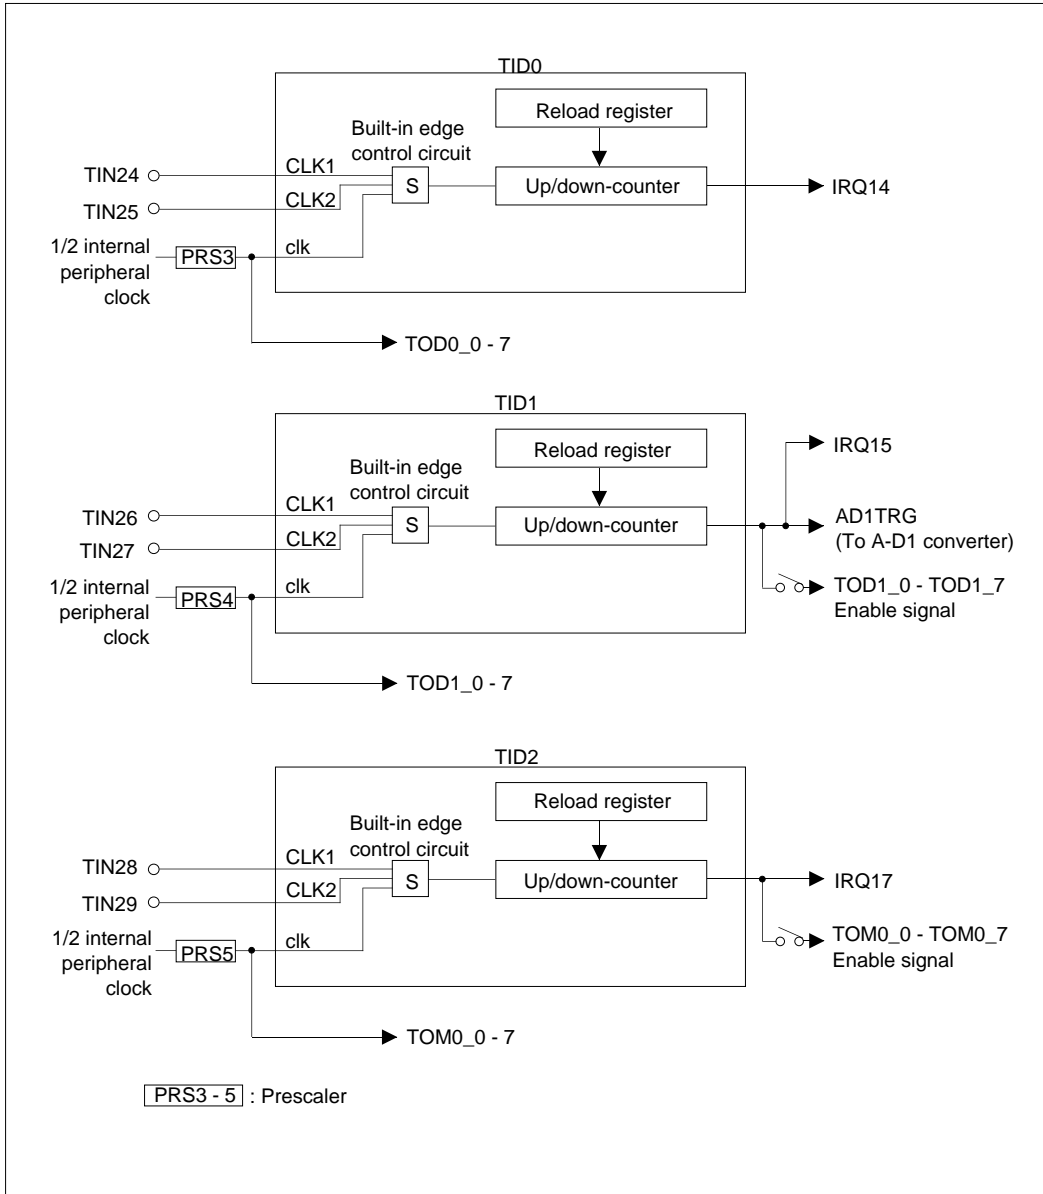 TID0
Reload register
Built-in edge
control circuit
TIN24
CLK1
S
Up/down-counter
IRQ14
TIN25
CLK2
1/2 internal
peripheral
clock
PRS3
clk
TOD0_0 - 7
TID1
Reload register
IRQ15
Built-in edge
control circuit
TIN26
CLK1
S
Up/down-counter
AD1TRG
(To A-D1 converter)
TIN27
CLK2
1/2 internal
peripheral
clock
PRS4
clk
TOD1_0 - TOD1_7
Enable signal
TOD1_0 - 7
TID2
Reload register
Built-in edge
control circuit
TIN28
CLK1
S
Up/down-counter
IRQ17
TIN29
CLK2
1/2 internal
peripheral
clock
PRS5
clk
TOM0_0 - TOM0_7
Enable signal
TOM0_0 - 7
PRS3 - 5 : Prescaler